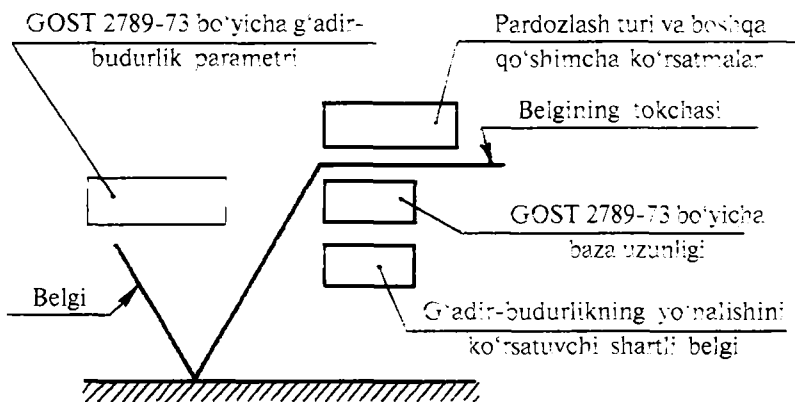 GOST 2789-73 bo‘yicha g‘adir-
budurlik parametri
Pardozlash turi va boshqa
qo‘shimcha ko‘rsatmalar
Belgining tokchasi
GOST 2789-73 bo‘yicha
baza uzunligi
Belgi
G‘adir-budurlikning yo‘nalishini
ko‘rsatuvchi shartli belgi